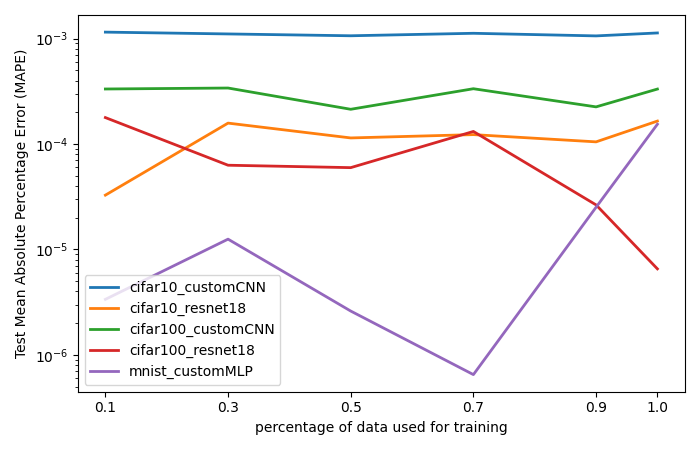 Test Mean Absolute Percentage Error (MAPE)
10⁻³
10⁻⁴
10⁻⁵
10⁻⁶
cifar10_customCNN
cifar10_resnet18
cifar100_customCNN
cifar100_resnet18
mnist_customMLP
0.1 0.3 0.5 0.7 0.9 1.0
percentage of data used for training